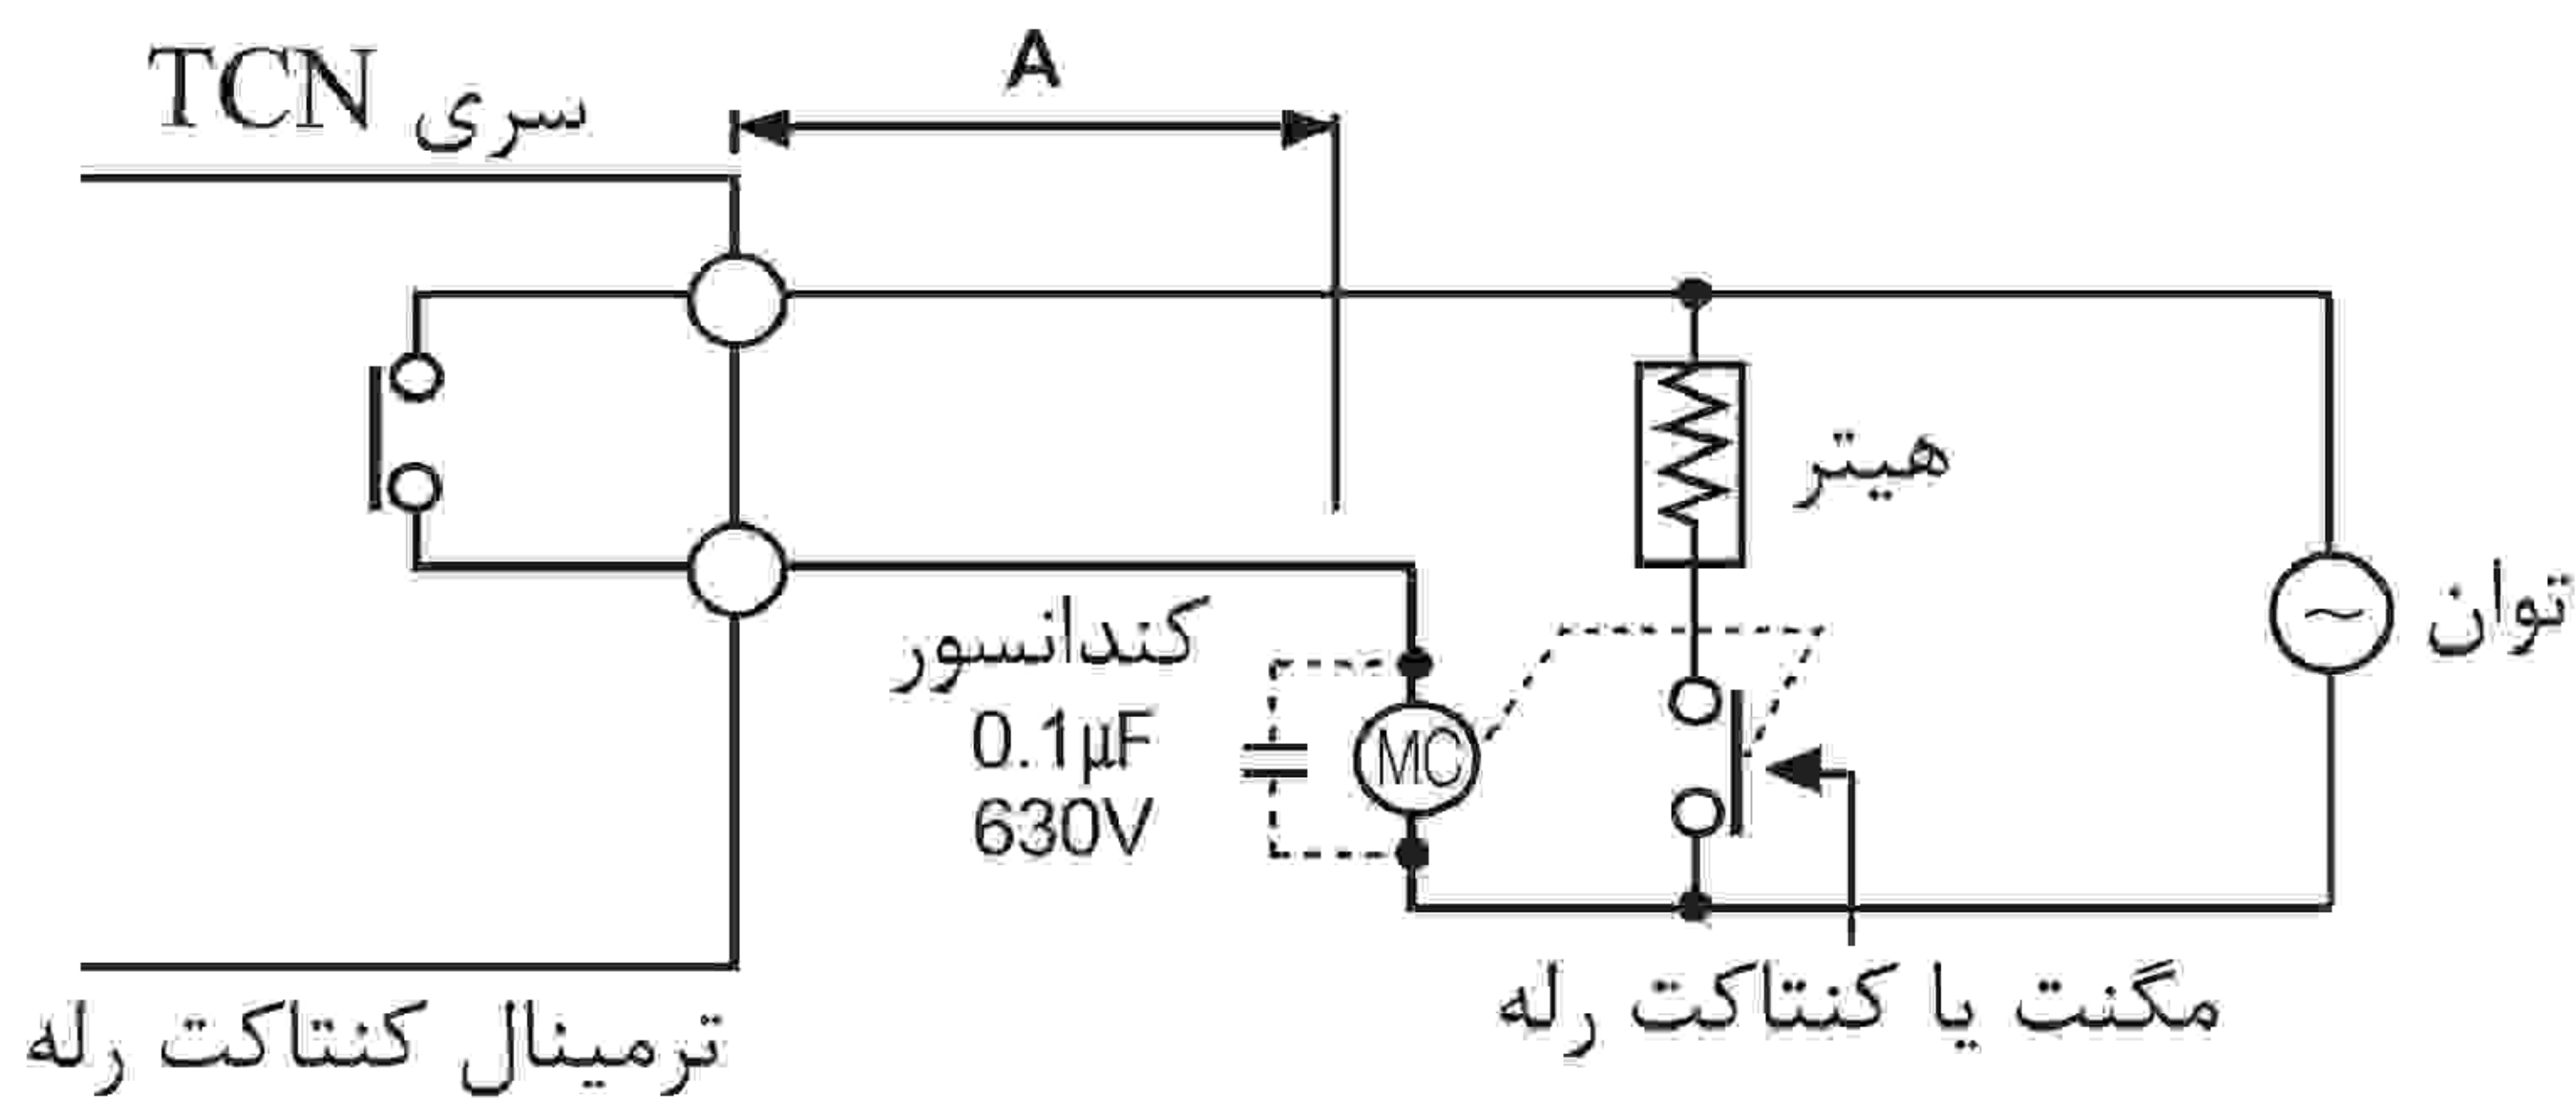 A
سری TCN
هیتر
توان
~
کندانسور
0.1µF
630V
MC
مگنت یا کنتاکت رله
ترمینال کنتاکت رله